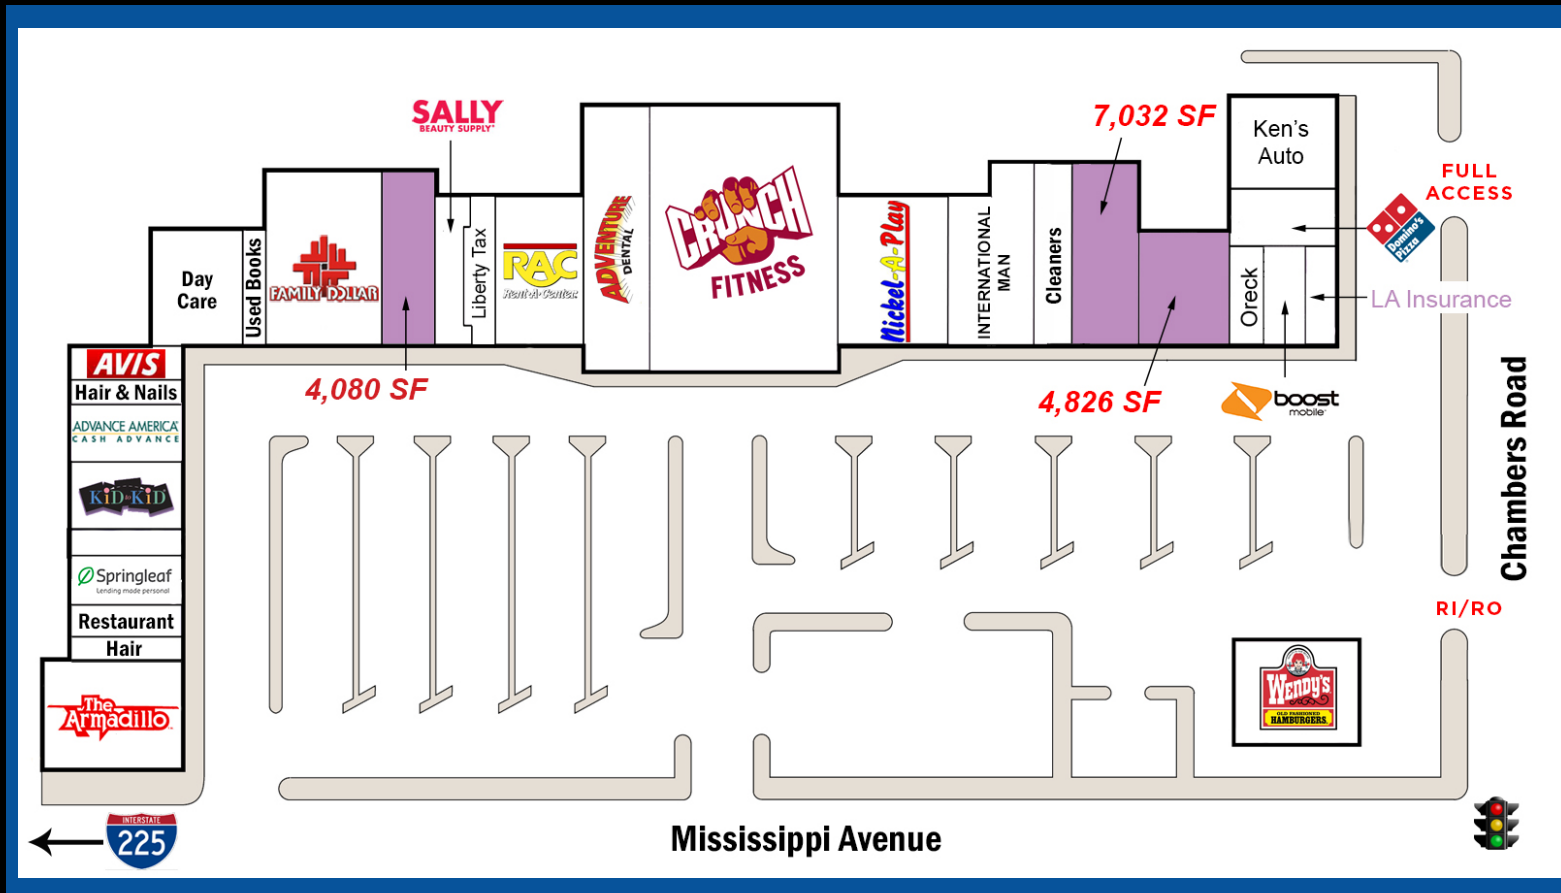 SALLY
BEAUTY SUPPLY
7,032 SF
Ken's
Auto
FULL
ACCESS
Domino's
Pizza
Day
Care
Used Books
FAMILY DOLLAR
Liberty Tax
RAC
Rent-A-Center
ADVENTURE
DENTAL
CRUNCH
FITNESS
Nickel-A-Play
INTERNATIONAL
MAN
Cleaners
Oreck
LA Insurance
4,080 SF
4,826 SF
boost
mobile
AVIS
Hair & Nails
ADVANCE AMERICA
CASH ADVANCE
KiD to KiD
Springleaf
Lending made personal
Restaurant
Hair
The
Armadillo
Chambers Road
RI/RO
WENDY'S
OLD FASHIONED
HAMBURGERS.
INTERSTATE
225
Mississippi Avenue